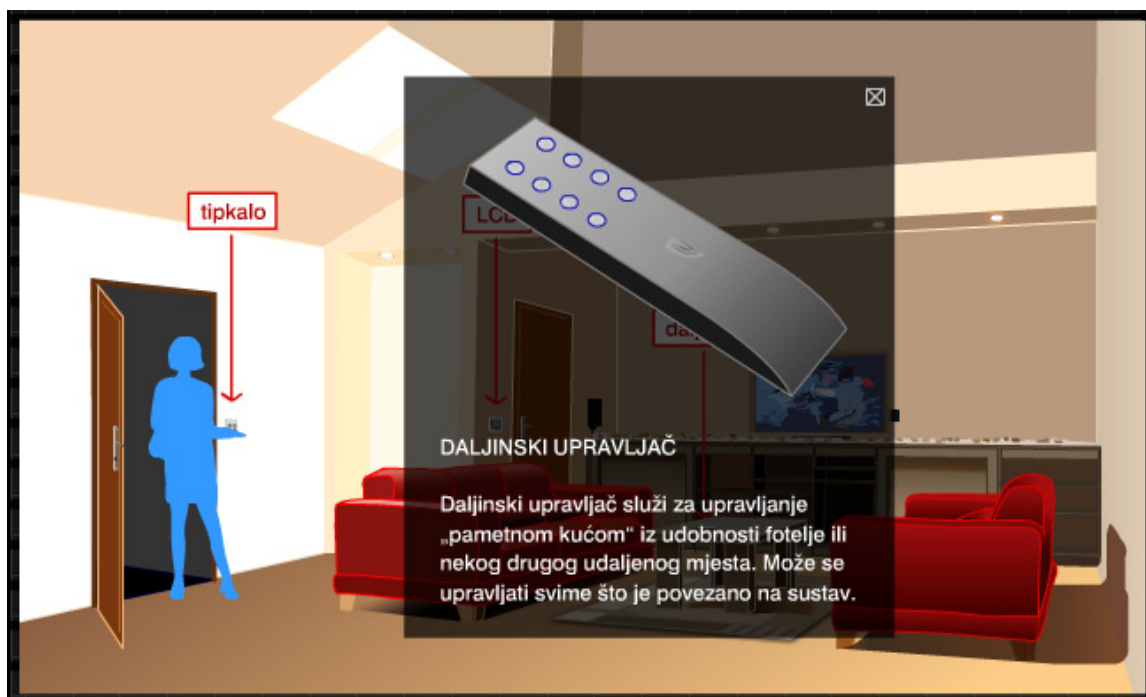 tipkalo
LCD
DALJINSKI UPRAVLJAČ
Daljinski upravljač služi za upravljanje
„pametnom kućom“ iz udobnosti fotelje ili
nekog drugog udaljenog mjesta. Može se
upravljati svime što je povezano na sustav.